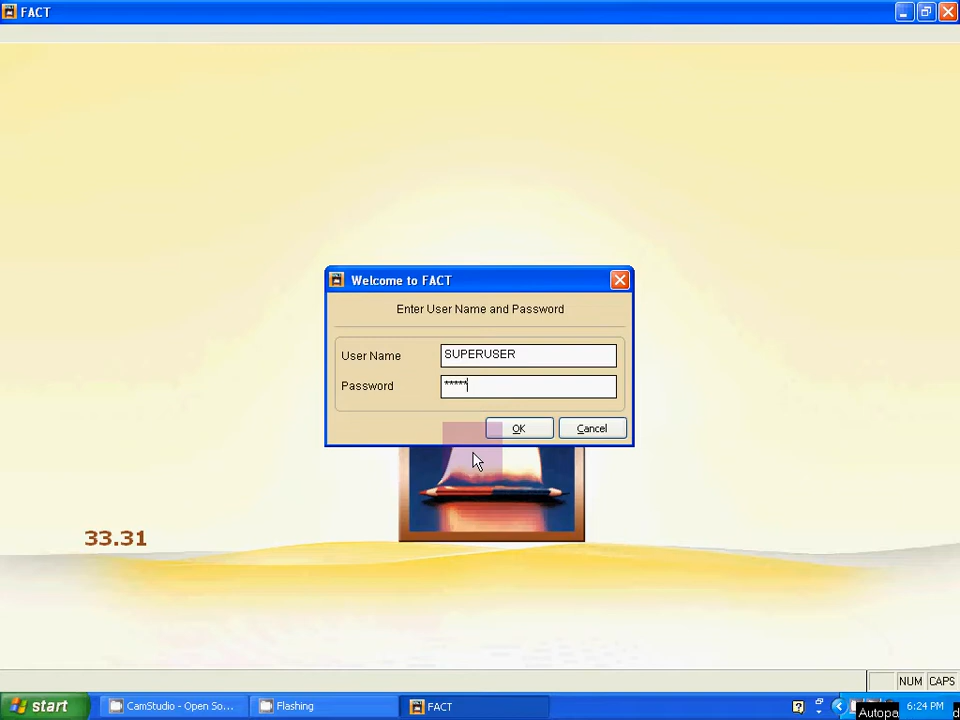 FACT
Welcome to FACT
Enter User Name and Password
User Name
SUPERUSER
Password
*****
OK
Cancel
33.31
NUM
CAPS
start
CamStudio - Open So...
Flashing
FACT
6:24 PM
Autopa